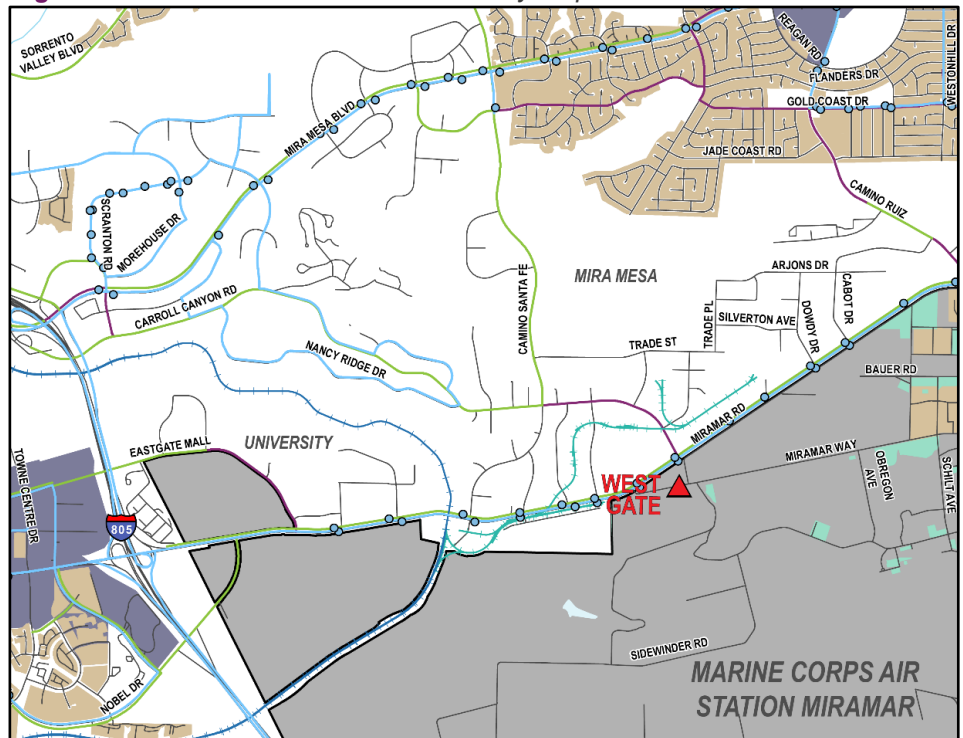 SORRENTO
VALLEY BLVD
REAGAN RD
WESTONHILL DR
FLANDERS DR
GOLD COAST DR
MIRA MESA BLVD
JADE COAST RD
SCRANTON RD
MOREHOUSE DR
CAMINO RUIZ
CARROLL CANYON RD
CAMINO SANTA FE
MIRA MESA
ARJONS DR
TRADE PL
SILVERTON AVE
DOWDY DR
CABOT DR
NANCY RIDGE DR
TRADE ST
BAUER RD
MIRAMAR RD
EASTGATE MALL
UNIVERSITY
TOWNE CENTRE DR
MIRAMAR WAY
OBREGON
AVE
SCHILT AVE
WEST
GATE
805
SIDEWINDER RD
NOBEL DR
MARINE CORPS AIR
STATION MIRAMAR